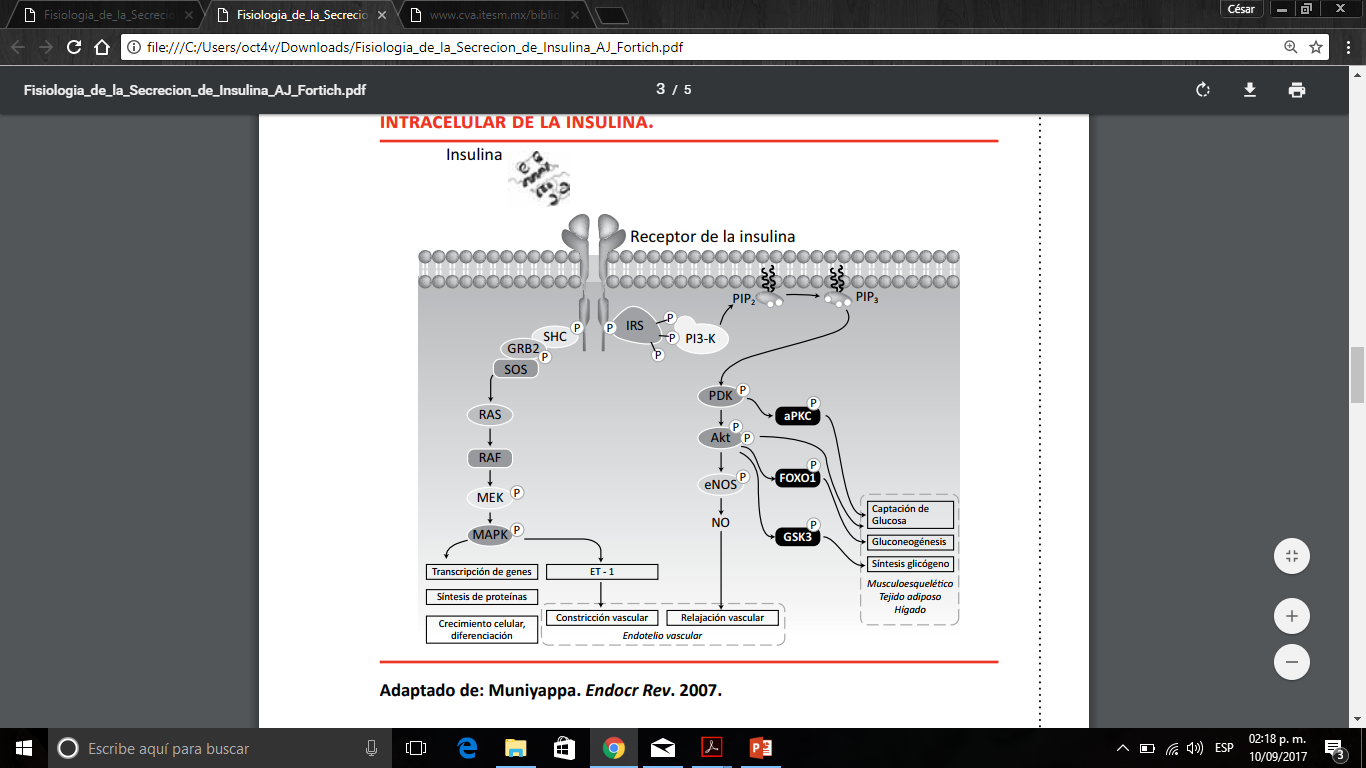 Fisiologia_de_la_Secrecio
Fisiologia_de_la_Secrecio
www.cva.itesm.mx/biblio
César
file:///C:/Users/oct4v/Downloads/Fisiologia_de_la_Secrecion_de_Insulina_AJ_Fortich.pdf
Fisiologia_de_la_Secrecion_de_Insulina_AJ_Fortich.pdf
3 / 5
INTRACELULAR DE LA INSULINA.
Insulina
Receptor de la insulina
PIP2
PIP3
P
P
IRS
P
P
P
PI3-K
SHC
GRB2
P
SOS
PDK
P
aPKC
P
RAS
Akt
P
P
RAF
eNOS
P
FOXO1
P
MEK
P
NO
GSK3
P
MAPK
P
Captación de
Glucosa
Gluconeogénesis
Síntesis glicógeno
Musculoesquelético
Tejido adiposo
Hígado
Transcripción de genes
ET - 1
Síntesis de proteínas
Crecimiento celular,
diferenciación
Constricción vascular
Relajación vascular
Endotelio vascular
Adaptado de: Muniyappa. Endocr Rev. 2007.
Escribe aquí para buscar
ESP
02:18 p. m.
10/09/2017
3